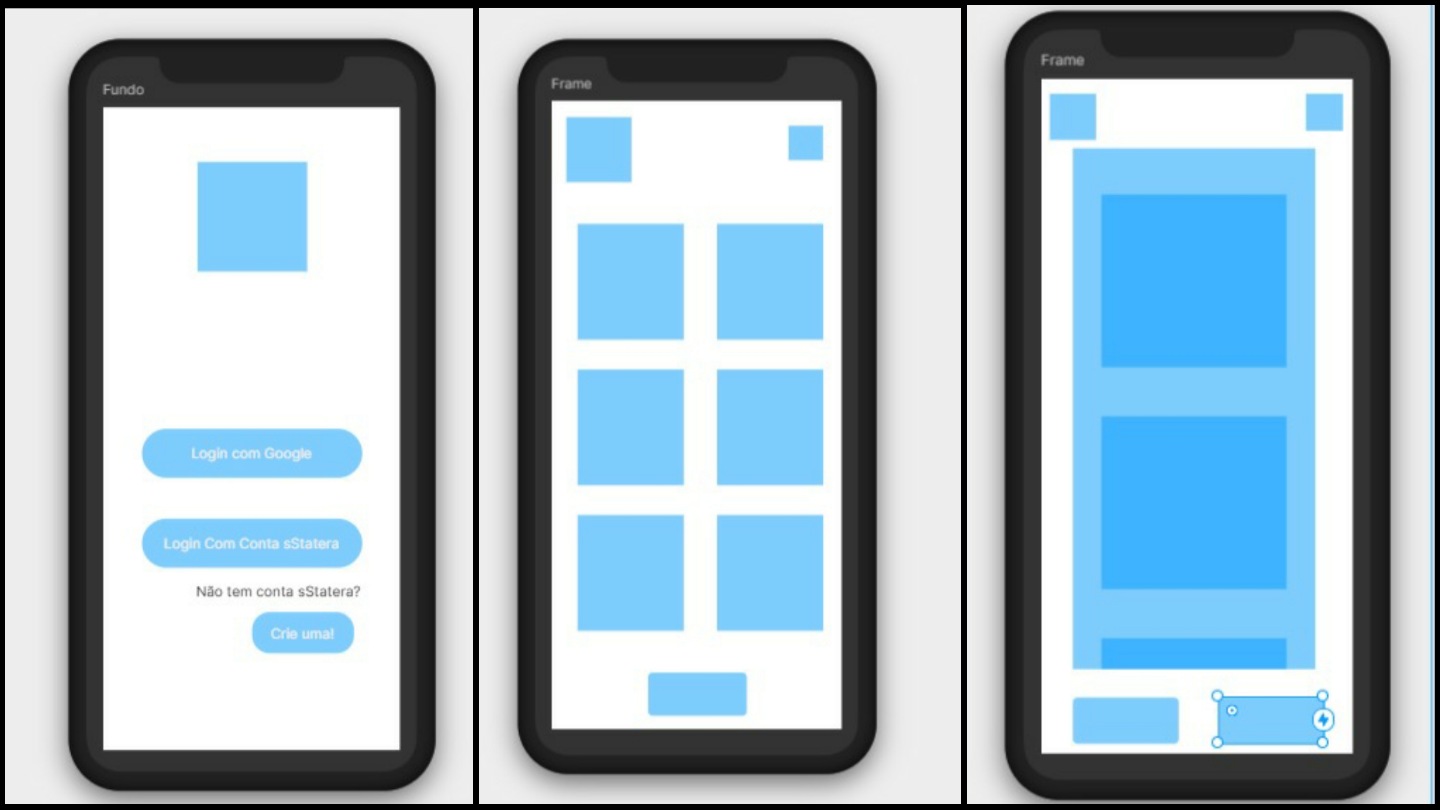 Fundo
Login com Google
Login Com Conta sStatera
Não tem conta sStatera?
Crie uma!
Frame
Frame